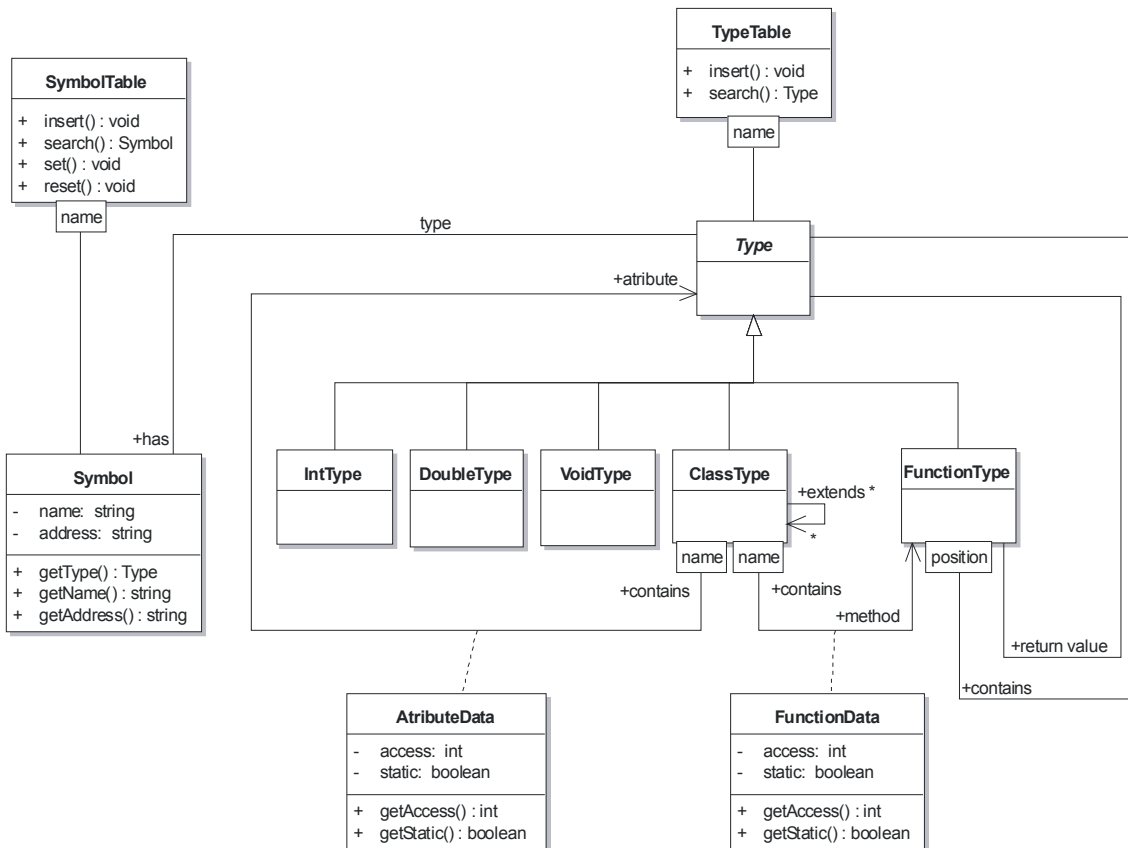 TypeTable
+ insert() : void
+ search() : Type
name
SymbolTable
+ insert() : void
+ search() : Symbol
+ set() : void
+ reset() : void
name
type
Type
+atribute
+has
Symbol
- name: string
- address: string
+ getType() : Type
+ getName() : string
+ getAddress() : string
IntType
DoubleType
VoidType
ClassType
+extends *
*
name
name
FunctionType
position
+contains
+contains
+method
+return value
+contains
AtributeData
- access: int
- static: boolean
+ getAccess() : int
+ getStatic() : boolean
FunctionData
- access: int
- static: boolean
+ getAccess() : int
+ getStatic() : boolean